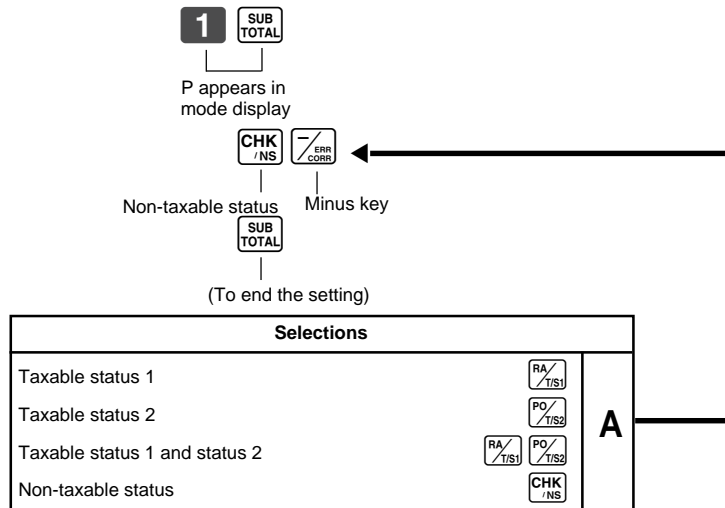 1 SUB TOTAL
P appears in
mode display
CHK /NS − / ERR CORR
Non-taxable status Minus key
SUB TOTAL
(To end the setting)
Selections
Taxable status 1 RA / T/S1
Taxable status 2 PO / T/S2
Taxable status 1 and status 2 RA / T/S1 PO / T/S2
Non-taxable status CHK /NS
A